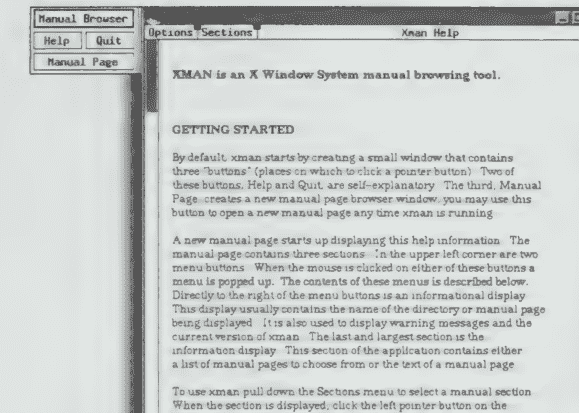 Manual Browser
Help Quit
Manual Page
Options Sections Xman Help
XMAN is an X Window System manual browsing tool.
GETTING STARTED
By default, xman starts by creating a small window that contains
three "buttons" (places on which to click a pointer button) Two of
these buttons, Help and Quit, are self-explanatory The third, Manual
Page, creates a new manual page browser window, you may use this
button to open a new manual page any time xman is running
A new manual page starts up displaying this help information The
manual page contains three sections In the upper left corner are two
menu buttons When the mouse is clicked on either of these buttons a
menu is popped up. The contents of these menus is described below.
Directly to the right of the menu buttons is an informational display
This display usually contains the name of the directory or manual page
being displayed It is also used to display warning messages and the
current version of xman The last and largest section is the
information display This section of the application contains either
a list of manual pages to choose from or the text of a manual page
To use xman pull down the Sections menu to select a manual section
When the section is displayed, click the left pointer button on the